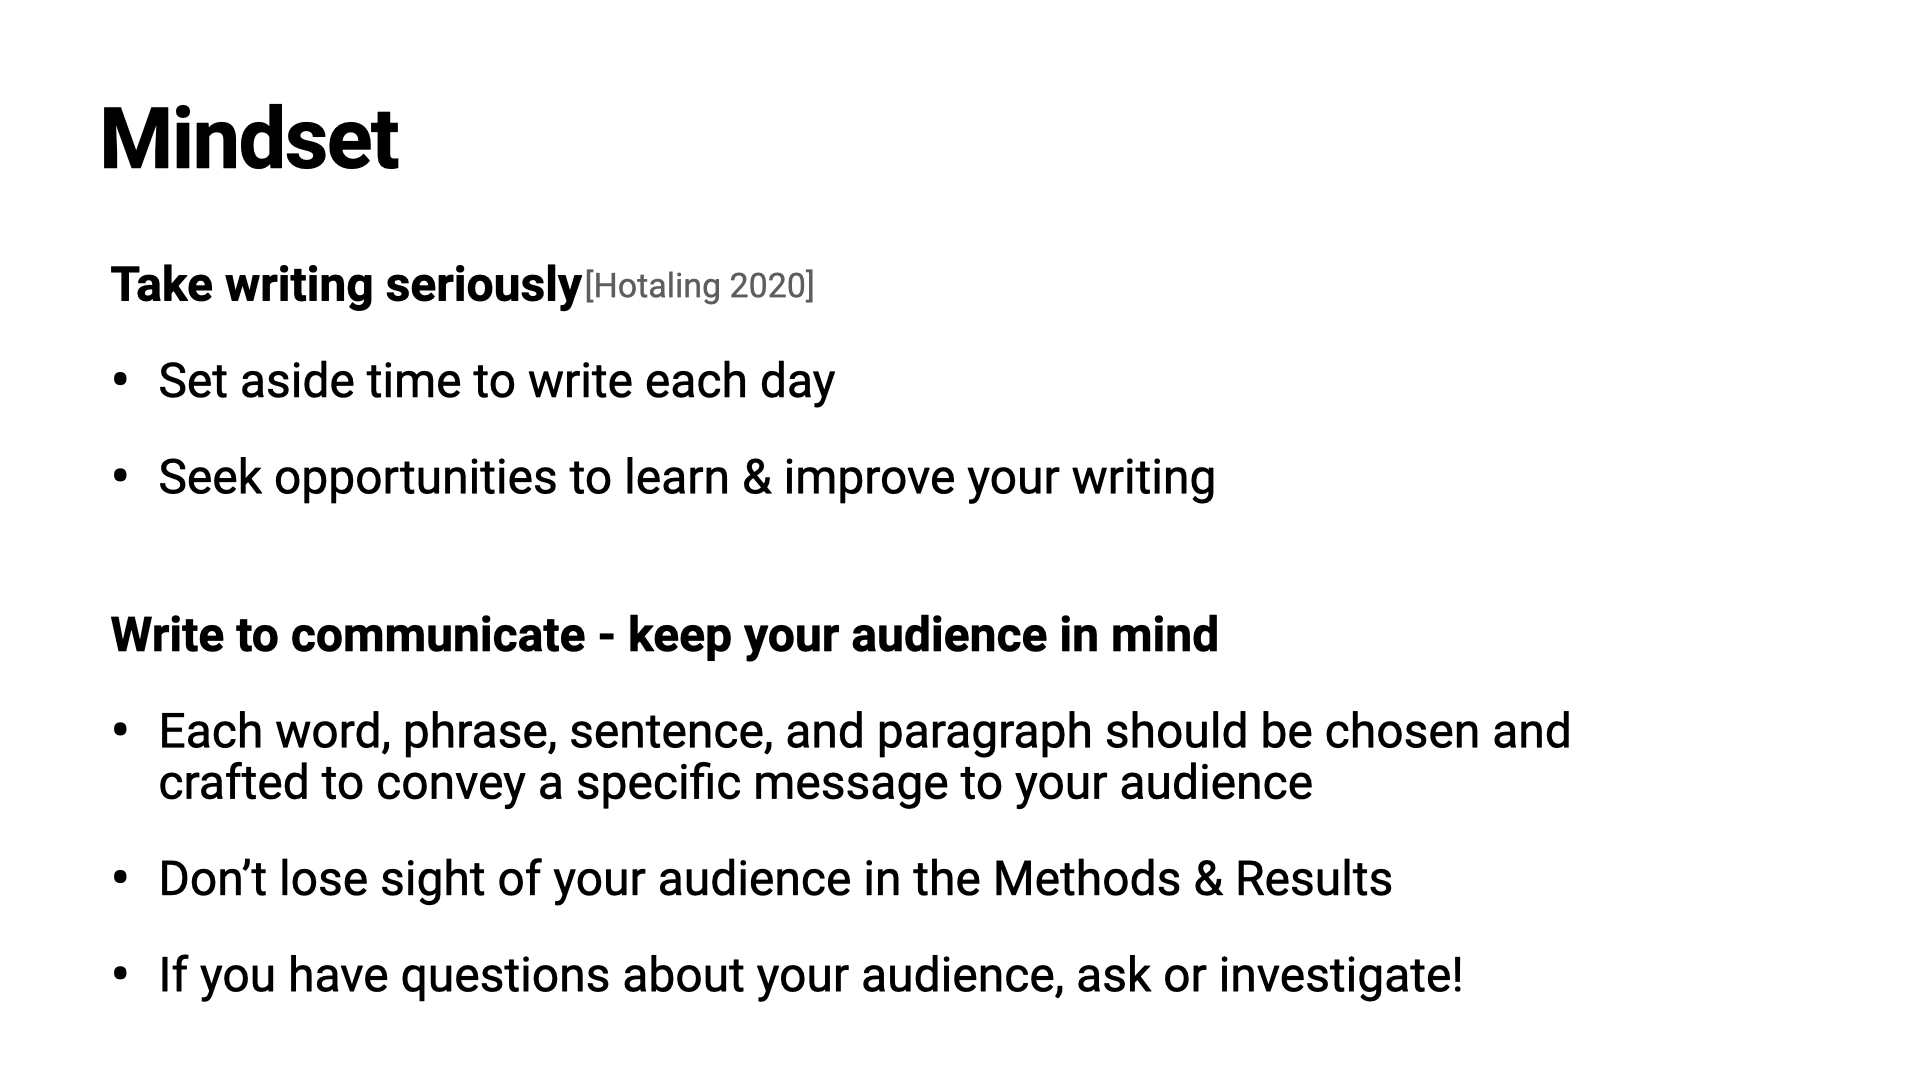 Mindset
Take writing seriously[Hotaling 2020]
• Set aside time to write each day
• Seek opportunities to learn & improve your writing
Write to communicate - keep your audience in mind
• Each word, phrase, sentence, and paragraph should be chosen and
crafted to convey a specific message to your audience
• Don’t lose sight of your audience in the Methods & Results
• If you have questions about your audience, ask or investigate!